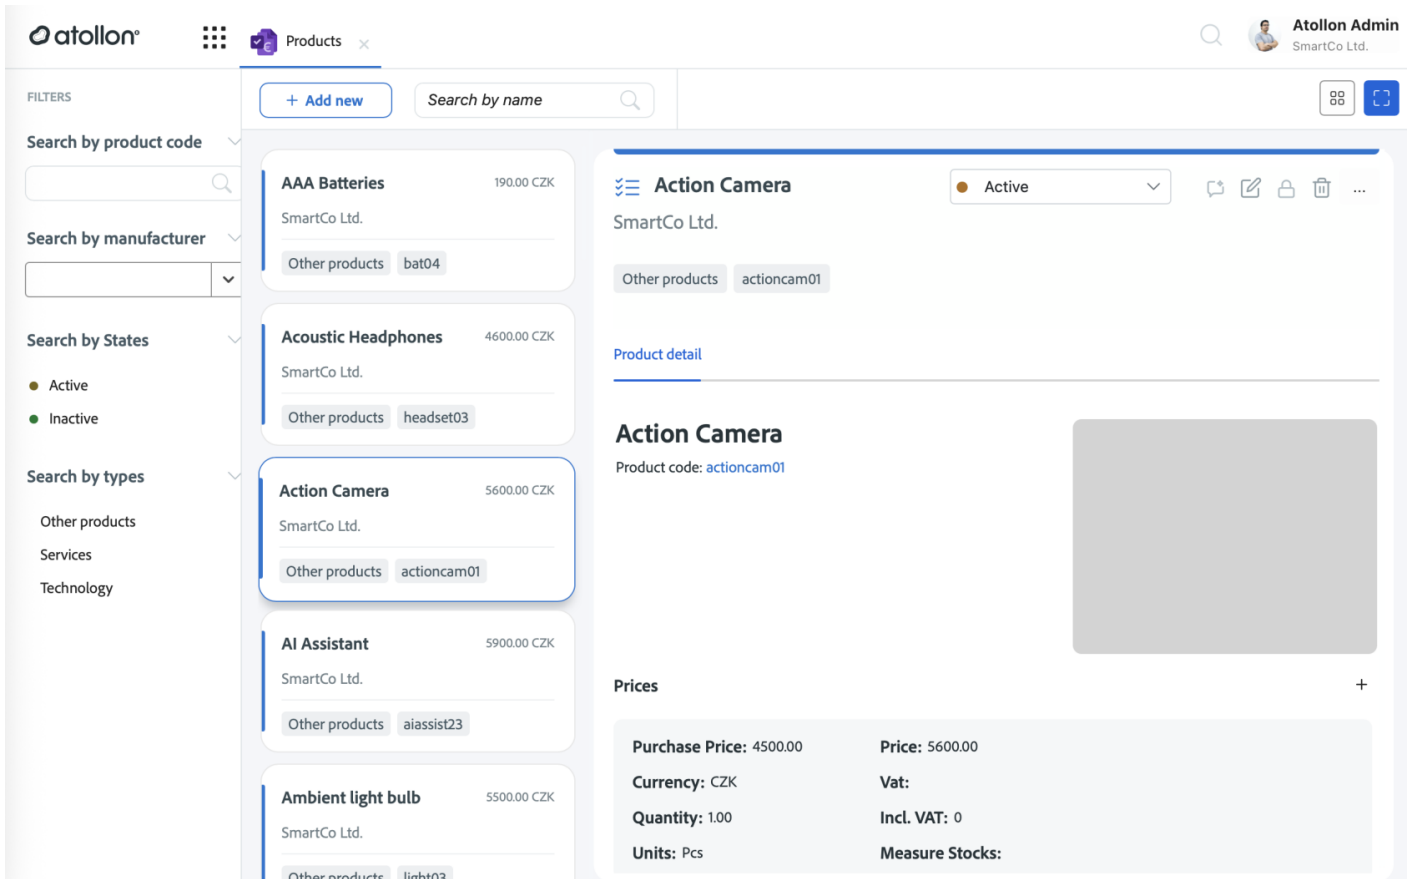 atollon
Products
Atollon Admin
SmartCo Ltd.
FILTERS
Search by product code
Search by manufacturer
Search by States
Active
Inactive
Search by types
Other products
Services
Technology
+ Add new
Search by name
AAA Batteries
190.00 CZK
SmartCo Ltd.
Other products bat04
Acoustic Headphones
4600.00 CZK
SmartCo Ltd.
Other products headset03
Action Camera
5600.00 CZK
SmartCo Ltd.
Other products actioncam01
AI Assistant
5900.00 CZK
SmartCo Ltd.
Other products aiassist23
Ambient light bulb
5500.00 CZK
SmartCo Ltd.
Other products light03
Action Camera
Active
...
SmartCo Ltd.
Other products actioncam01
Product detail
Action Camera
Product code: actioncam01
Prices
+
Purchase Price: 4500.00
Price: 5600.00
Currency: CZK
Vat:
Quantity: 1.00
Incl. VAT: 0
Units: Pcs
Measure Stocks: